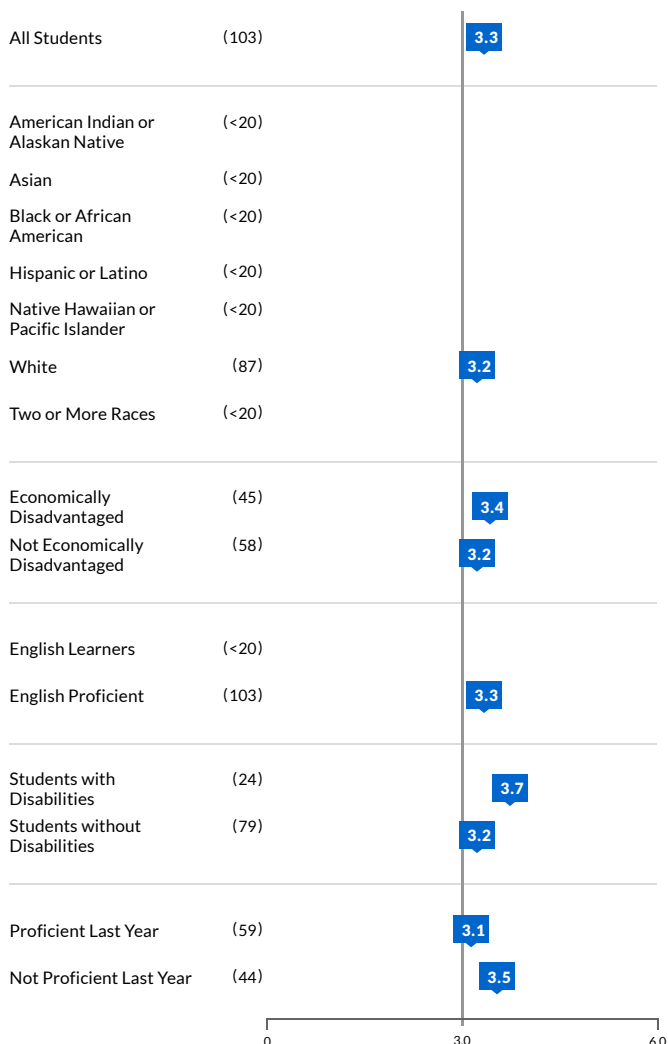 All Students (103) 3.3
American Indian or (<20)
Alaskan Native
Asian (<20)
Black or African (<20)
American
Hispanic or Latino (<20)
Native Hawaiian or (<20)
Pacific Islander
White (87) 3.2
Two or More Races (<20)
Economically (45) 3.4
Disadvantaged
Not Economically (58) 3.2
Disadvantaged
English Learners (<20)
English Proficient (103) 3.3
Students with (24) 3.7
Disabilities
Students without (79) 3.2
Disabilities
Proficient Last Year (59) 3.1
Not Proficient Last Year (44) 3.5
0 3.0 6.0